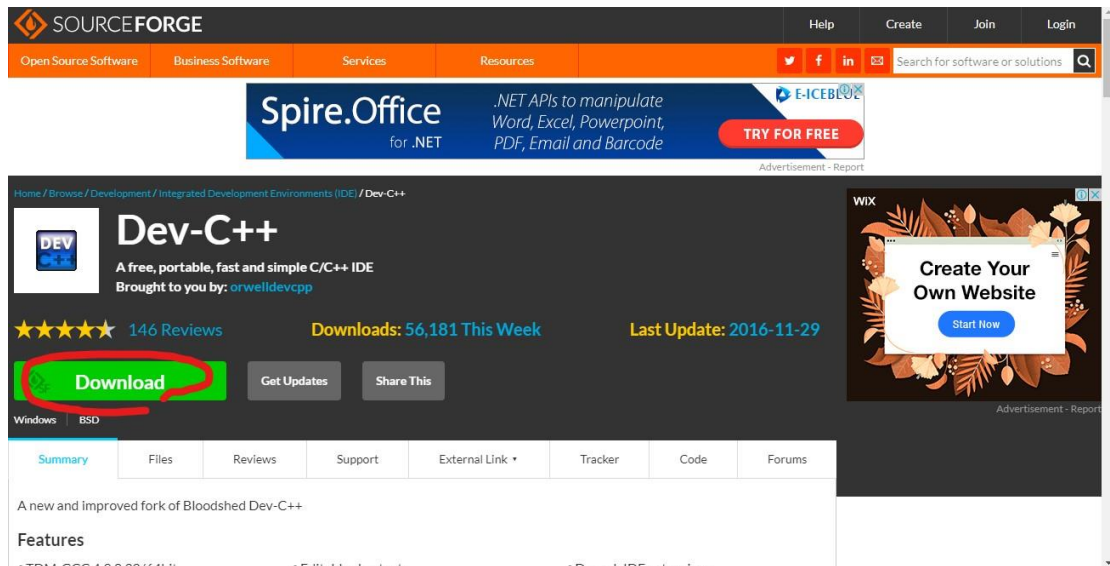 SOURCEFORGE
Help Create Join Login
Open Source Software Business Software Services Resources
Search for software or solutions
Spire.Office
for .NET
.NET APIs to manipulate
Word, Excel, Powerpoint,
PDF, Email and Barcode
E-ICEBLUE
TRY FOR FREE
Advertisement - Report
Home / Browse / Development / Integrated Development Environments (IDE) / Dev-C++
DEV
C++
Dev-C++
A free, portable, fast and simple C/C++ IDE
Brought to you by: orwelldevcpp
146 Reviews Downloads: 56,181 This Week Last Update: 2016-11-29
Download Get Updates Share This
Windows BSD
WiX
Create Your
Own Website
Start Now
Advertisement - Report
Summary Files Reviews Support External Link Tracker Code Forums
A new and improved fork of Bloodshed Dev-C++
Features